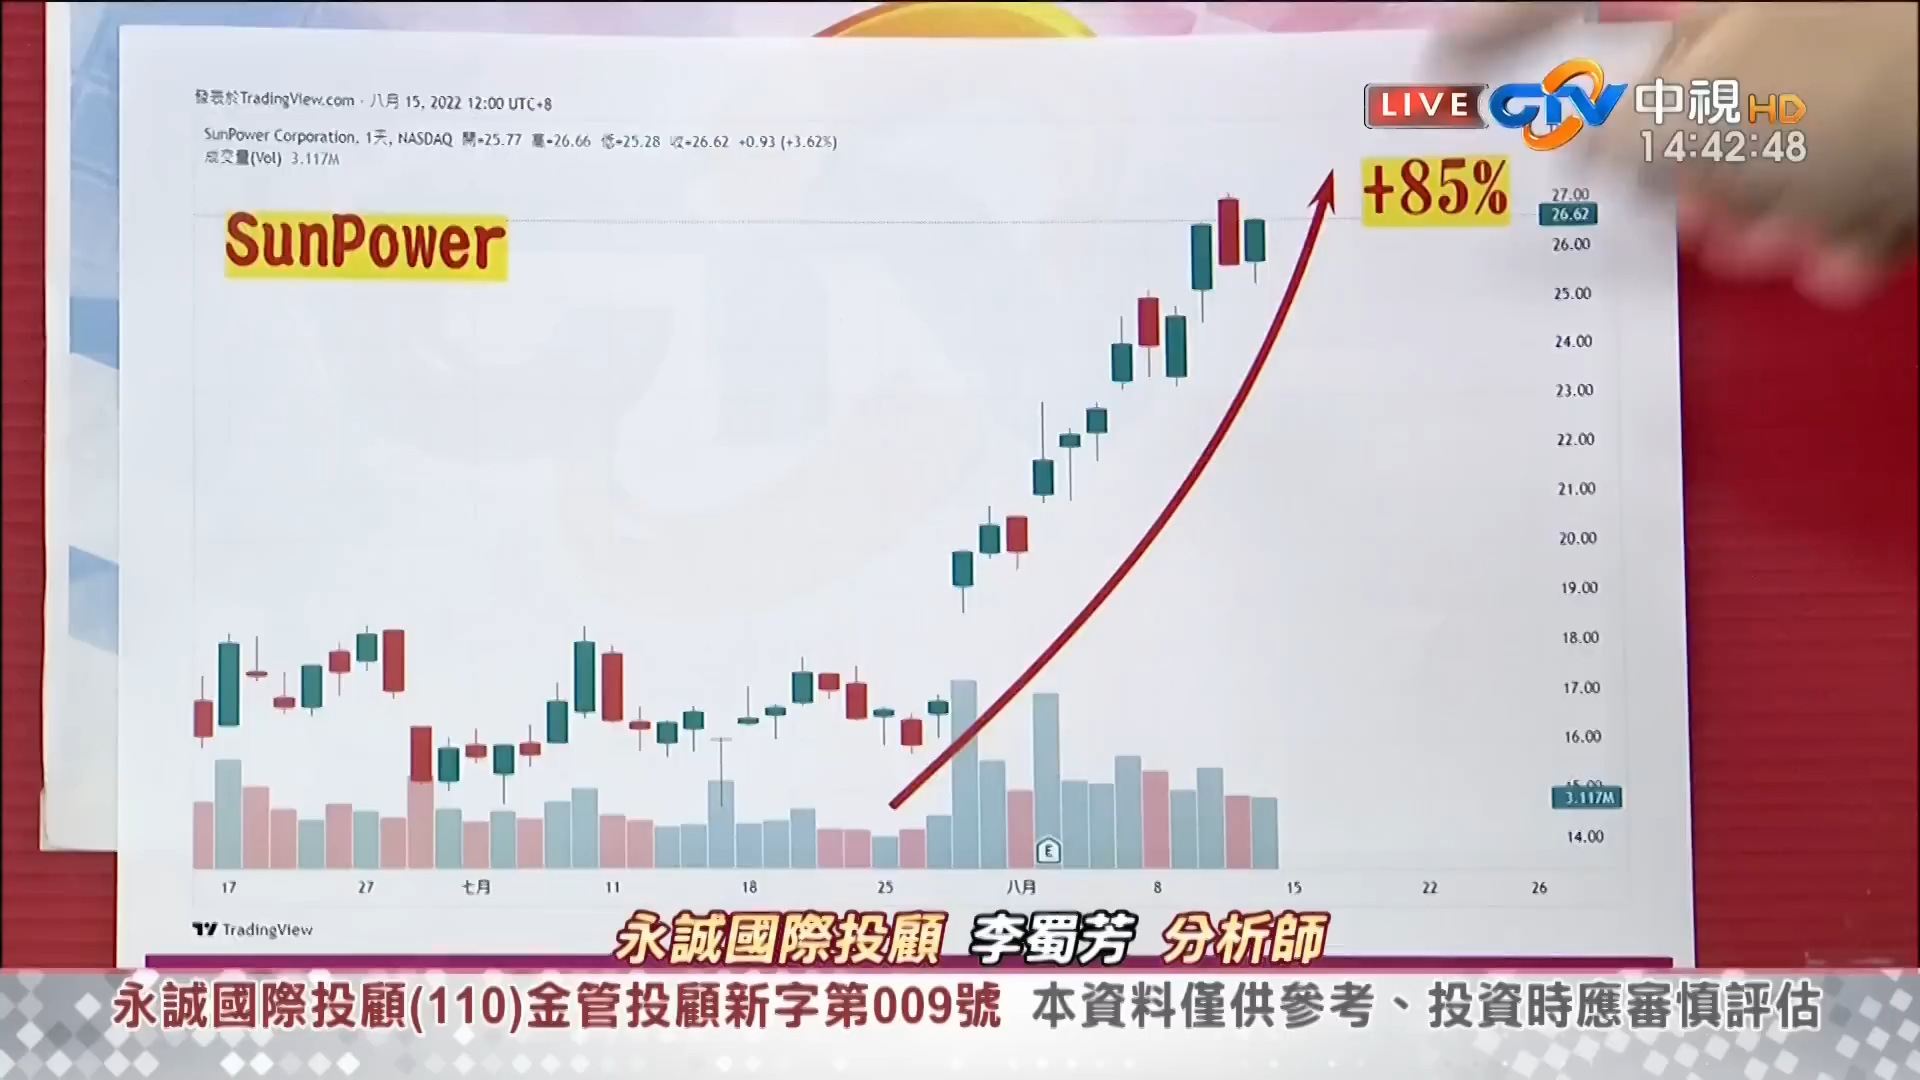 發表於TradingView.com · 八月 15, 2022 12:00 UTC+8
SunPower Corporation, 1天, NASDAQ 開=25.77 高=26.66 低=25.28 收=26.62 +0.93 (+3.62%)
成交量(Vol) 3.117M
LIVE CTV 中視HD
14:42:48
SunPower
+85%
27.00
26.62
26.00
25.00
24.00
23.00
22.00
21.00
20.00
19.00
18.00
17.00
16.00
15.00
3.117M
14.00
E
17 27 七月 11 18 25 八月 8 15 22 26
TradingView
永誠國際投顧 李蜀芳 分析師
永誠國際投顧(110)金管投顧新字第009號 本資料僅供參考、投資時應審慎評估